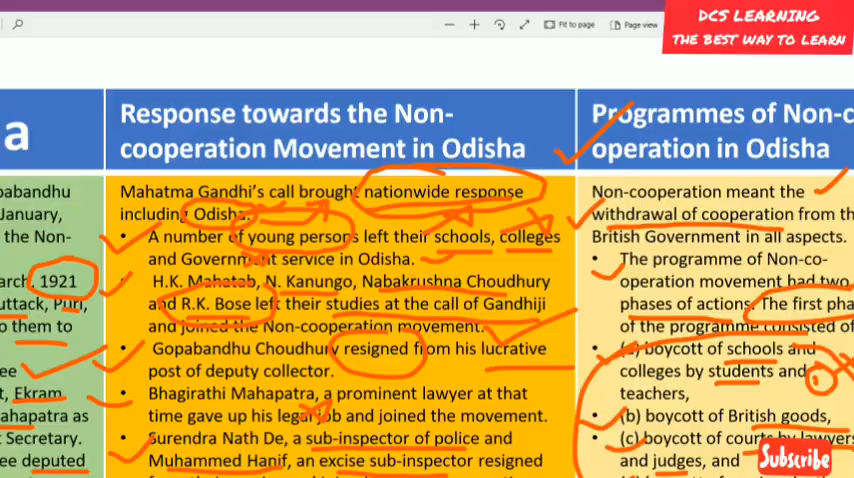 Fit to page
Page view
DCS LEARNING
THE BEST WAY TO LEARN
a
pabandhu
January,
the Non-
arch, 1921
uttack, Puri,
o them to
ee
t, Ekram
ahapatra as
t Secretary.
ee deputed
Response towards the Non-
cooperation Movement in Odisha
Mahatma Gandhi's call brought nationwide response
including Odisha.
• A number of young persons left their schools, colleges
and Government service in Odisha.
H.K. Mahatab, N. Kanungo, Nabakrushna Choudhury
and R.K. Bose left their studies at the call of Gandhiji
and joined the Non-cooperation movement.
• Gopabandhu Choudhury resigned from his lucrative
post of deputy collector.
• Bhagirathi Mahapatra, a prominent lawyer at that
time gave up his legal job and joined the movement.
• Surendra Nath De, a sub-inspector of police and
Muhammed Hanif, an excise sub-inspector resigned
Programmes of Non-c
operation in Odisha
Non-cooperation meant the
withdrawal of cooperation from the
British Government in all aspects.
• The programme of Non-co-
operation movement had two
phases of actions. The first pha
of the programme consisted of
• (a) boycott of schools and
colleges by students and
teachers,
• (b) boycott of British goods,
• (c) boycott of courts by lawyers
and judges, and
Subscribe